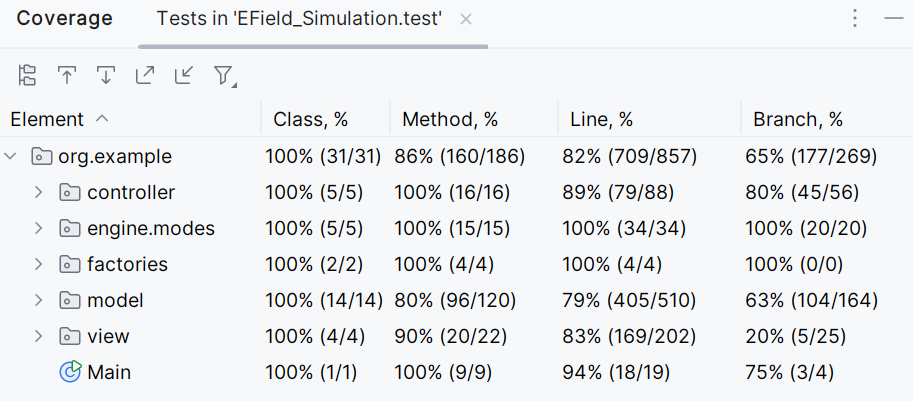 Coverage Tests in 'EField_Simulation.test'
Element Class, % Method, % Line, % Branch, %
org.example 100% (31/31) 86% (160/186) 82% (709/857) 65% (177/269)
controller 100% (5/5) 100% (16/16) 89% (79/88) 80% (45/56)
engine.modes 100% (5/5) 100% (15/15) 100% (34/34) 100% (20/20)
factories 100% (2/2) 100% (4/4) 100% (4/4) 100% (0/0)
model 100% (14/14) 80% (96/120) 79% (405/510) 63% (104/164)
view 100% (4/4) 90% (20/22) 83% (169/202) 20% (5/25)
Main 100% (1/1) 100% (9/9) 94% (18/19) 75% (3/4)